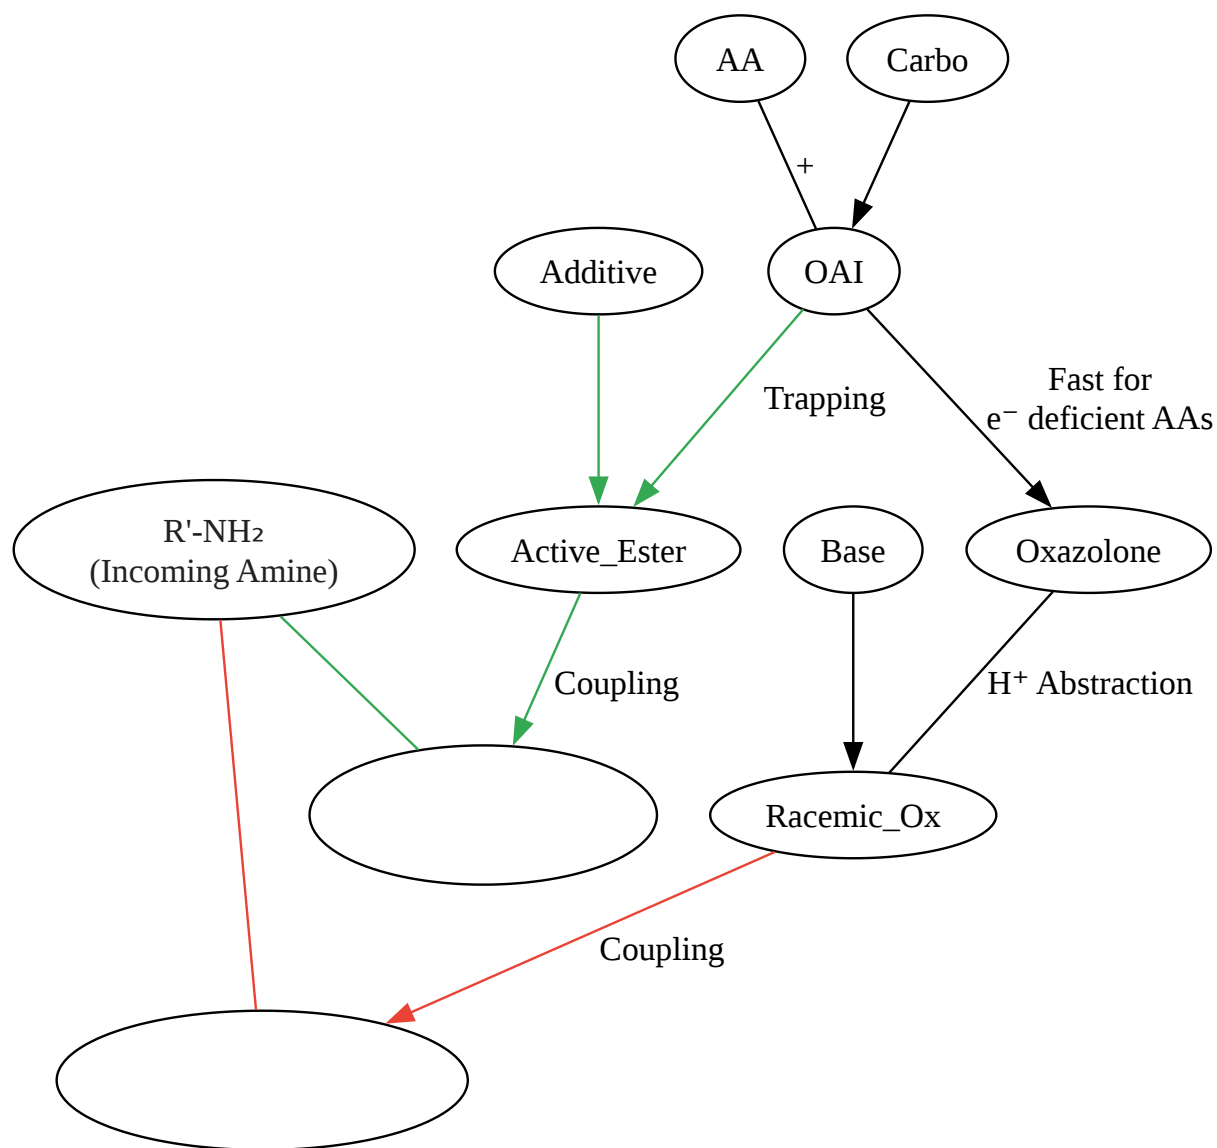 AA
Carbo
+
Additive
OAI
Trapping
Fast for
e⁻ deficient AAs
R'-NH₂
(Incoming Amine)
Active_Ester
Base
Oxazolone
Coupling
H⁺ Abstraction
Racemic_Ox
Coupling